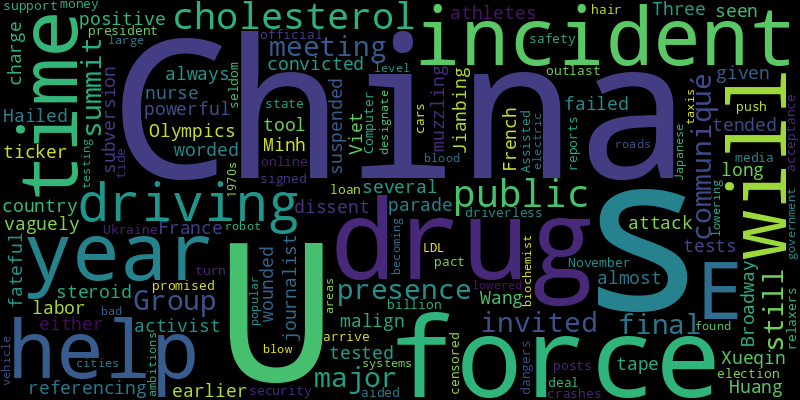 support money
president
large
positive
charge
time
summit
cholesterol
official
meeting
convicted
level
incident
athletes
Three seen
hair
safety
outlast
China
always
nurse
powerful
Olympics
tool
Minh
worded
seldom
state
online
signed
1970s
suspended
Viet
Computer
designate
cars
muzzling
Jianbing
blood
French
Assisted
electric
failed
reports
roads
Japanese
taxis
communiqué
given
push
tended
long
media
acceptance
will
Hailed
ticker
subversion
testing
tide
country
vaguely
driving
Ukraine France
robot
loan several
dissent parade
driverless
public
attack
tests
lowering
government
fateful
year
U
drug
S
E
still
Broadway
relaxers
steroid
labor
promised
turn
Group
wounded
popular
journalist
areas
presence
becoming
LDL
pact
biochemist
lowered
November
almost
Wang
billion
malign
invited
final
found
either
bad
activist
help
vehicle
cities
referencing
ambitions
earlier
security
blow
arrive
tested
systems
major
aided
censored
force
dangers
posts
deal
crashes
tape
Xueqin
election
Huang